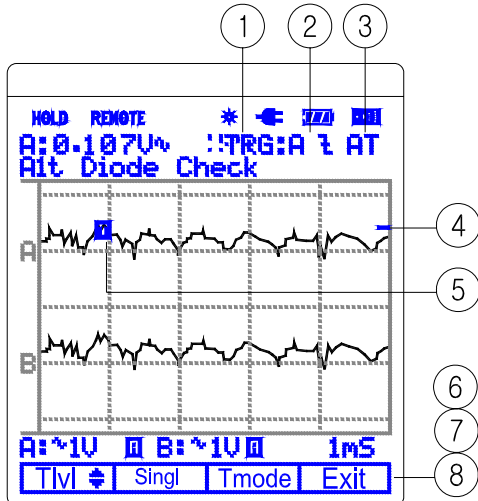 1 2 3
HOLD REMOTE
A:0.107V~ TRG:A AT
Alt Diode Check
A
4
5
B
6
7
A:~1V B:~1V 1mS
Tlvl Singl Tmode Exit 8